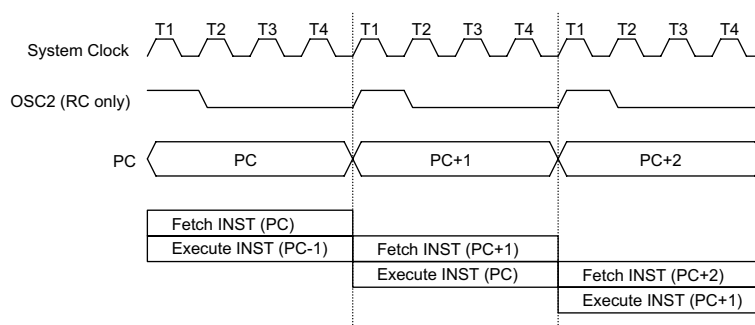 System Clock T1 T2 T3 T4 T1 T2 T3 T4 T1 T2 T3 T4
OSC2 (RC only)
PC PC PC+1 PC+2
Fetch INST (PC)
Execute INST (PC-1) Fetch INST (PC+1)
Execute INST (PC) Fetch INST (PC+2)
Execute INST (PC+1)